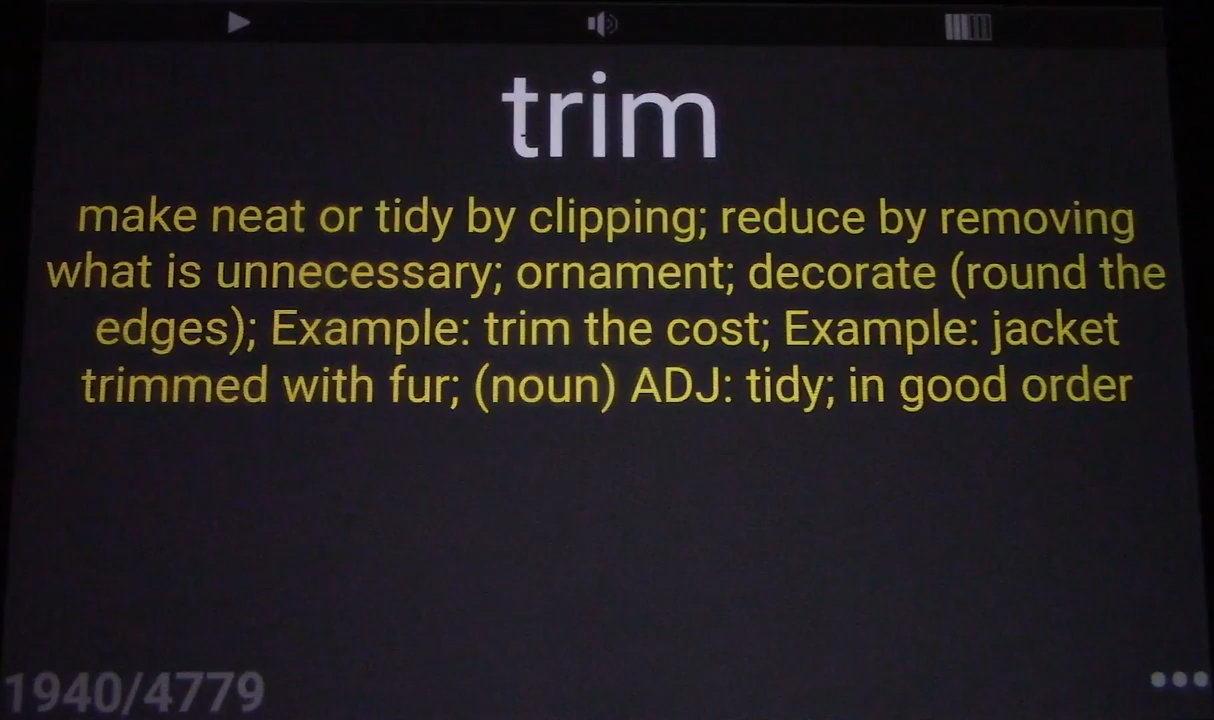 trim
make neat or tidy by clipping; reduce by removing
what is unnecessary; ornament; decorate (round the
edges); Example: trim the cost; Example: jacket
trimmed with fur; (noun) ADJ: tidy; in good order
1940/4779